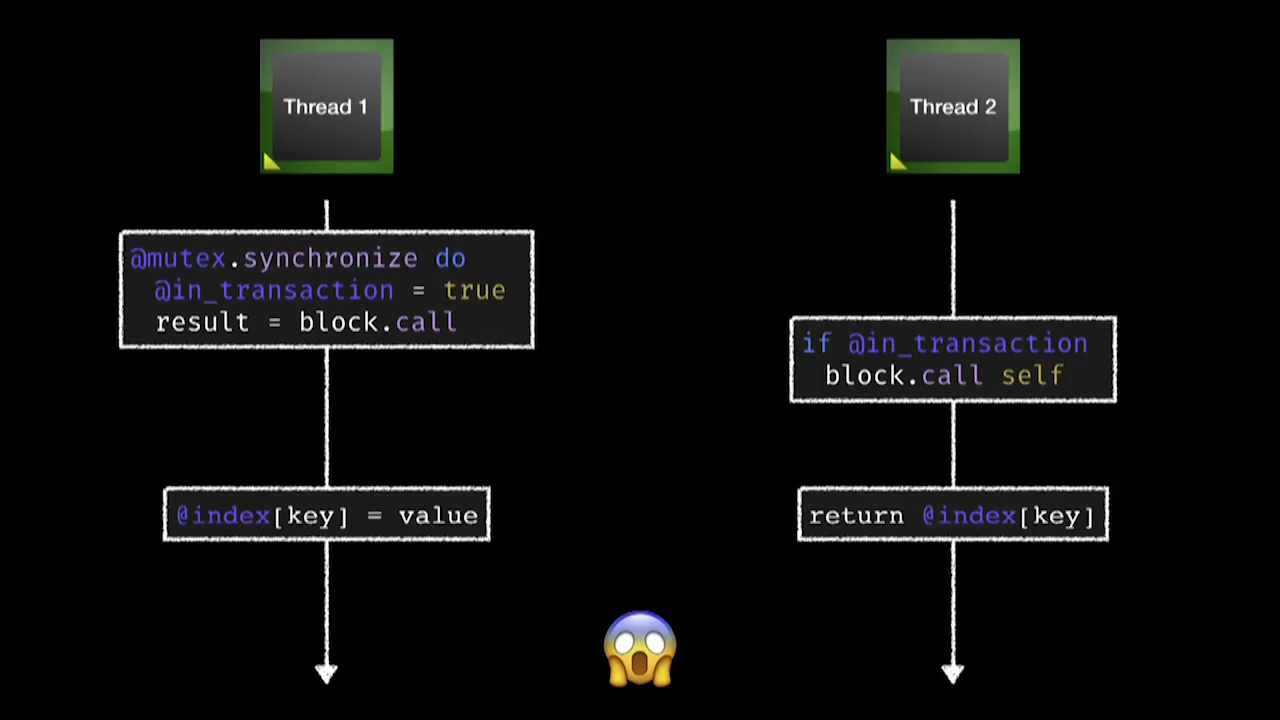 Thread 1
@mutex.synchronize do
@in_transaction = true
result = block.call
@index[key] = value
Thread 2
if @in_transaction
block.call self
return @index[key]